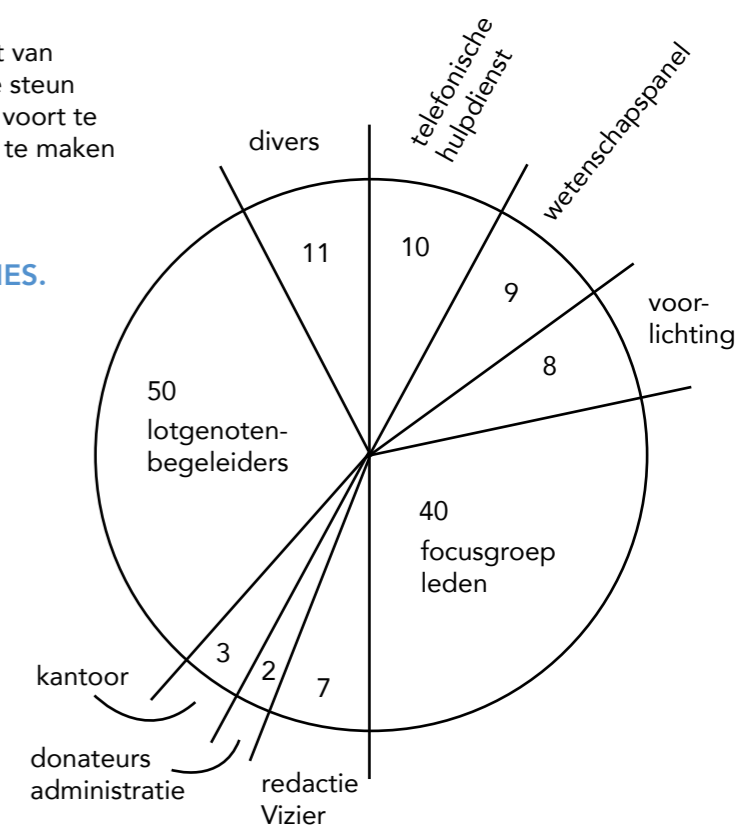 t van
steun
voort te
te maken
IES.
divers
telefonische
hulpdienst
wetenschapspanel
11
10
9
voor-
lichting
8
50
lotgenoten-
begeleiders
40
focusgroep
leden
3
2
7
kantoor
donateurs
administratie
redactie
Vizier